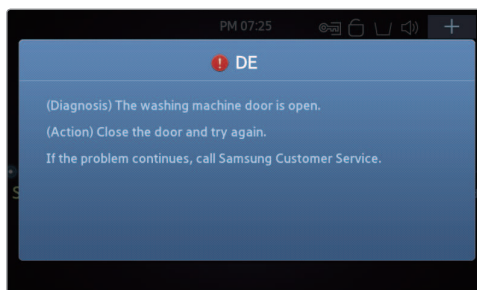 PM 07:25
DE
(Diagnosis) The washing machine door is open.
(Action) Close the door and try again.
If the problem continues, call Samsung Customer Service.